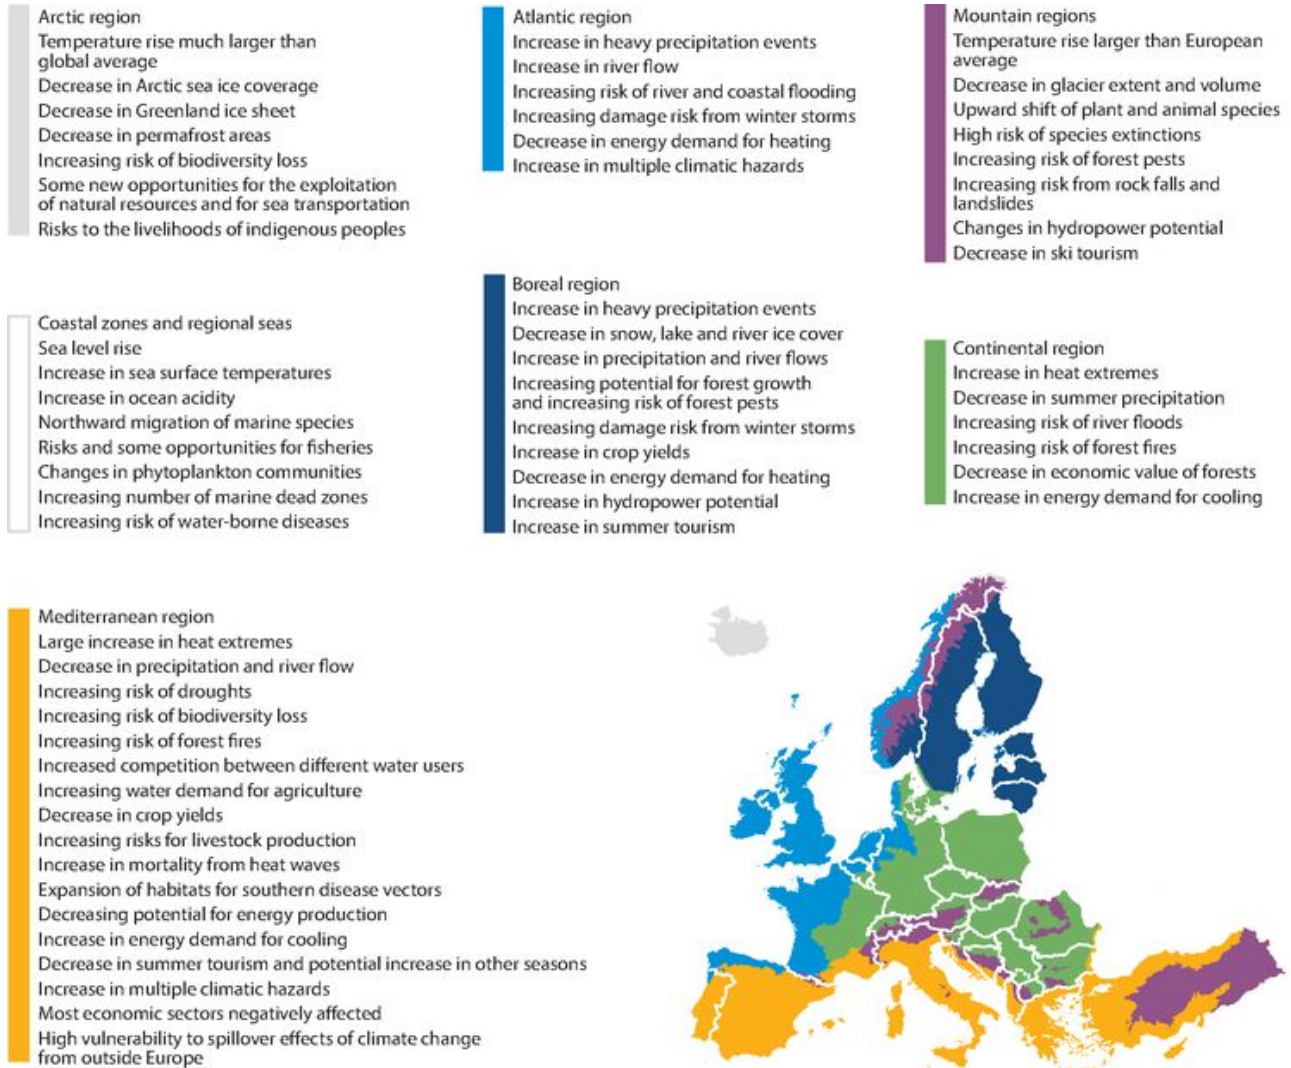 Arctic region
Temperature rise much larger than
global average
Decrease in Arctic sea ice coverage
Decrease in Greenland ice sheet
Decrease in permafrost areas
Increasing risk of biodiversity loss
Some new opportunities for the exploitation
of natural resources and for sea transportation
Risks to the livelihoods of indigenous peoples
Atlantic region
Increase in heavy precipitation events
Increase in river flow
Increasing risk of river and coastal flooding
Increasing damage risk from winter storms
Decrease in energy demand for heating
Increase in multiple climatic hazards
Mountain regions
Temperature rise larger than European
average
Decrease in glacier extent and volume
Upward shift of plant and animal species
High risk of species extinctions
Increasing risk of forest pests
Increasing risk from rock falls and
landslides
Changes in hydropower potential
Decrease in ski tourism
Coastal zones and regional seas
Sea level rise
Increase in sea surface temperatures
Increase in ocean acidity
Northward migration of marine species
Risks and some opportunities for fisheries
Changes in phytoplankton communities
Increasing number of marine dead zones
Increasing risk of water-borne diseases
Boreal region
Increase in heavy precipitation events
Decrease in snow, lake and river ice cover
Increase in precipitation and river flows
Increasing potential for forest growth
and increasing risk of forest pests
Increasing damage risk from winter storms
Increase in crop yields
Decrease in energy demand for heating
Increase in hydropower potential
Increase in summer tourism
Continental region
Increase in heat extremes
Decrease in summer precipitation
Increasing risk of river floods
Increasing risk of forest fires
Decrease in economic value of forests
Increase in energy demand for cooling
Mediterranean region
Large increase in heat extremes
Decrease in precipitation and river flow
Increasing risk of droughts
Increasing risk of biodiversity loss
Increasing risk of forest fires
Increased competition between different water users
Increasing water demand for agriculture
Decrease in crop yields
Increasing risks for livestock production
Increase in mortality from heat waves
Expansion of habitats for southern disease vectors
Decreasing potential for energy production
Increase in energy demand for cooling
Decrease in summer tourism and potential increase in other seasons
Increase in multiple climatic hazards
Most economic sectors negatively affected
High vulnerability to spillover effects of climate change
from outside Europe